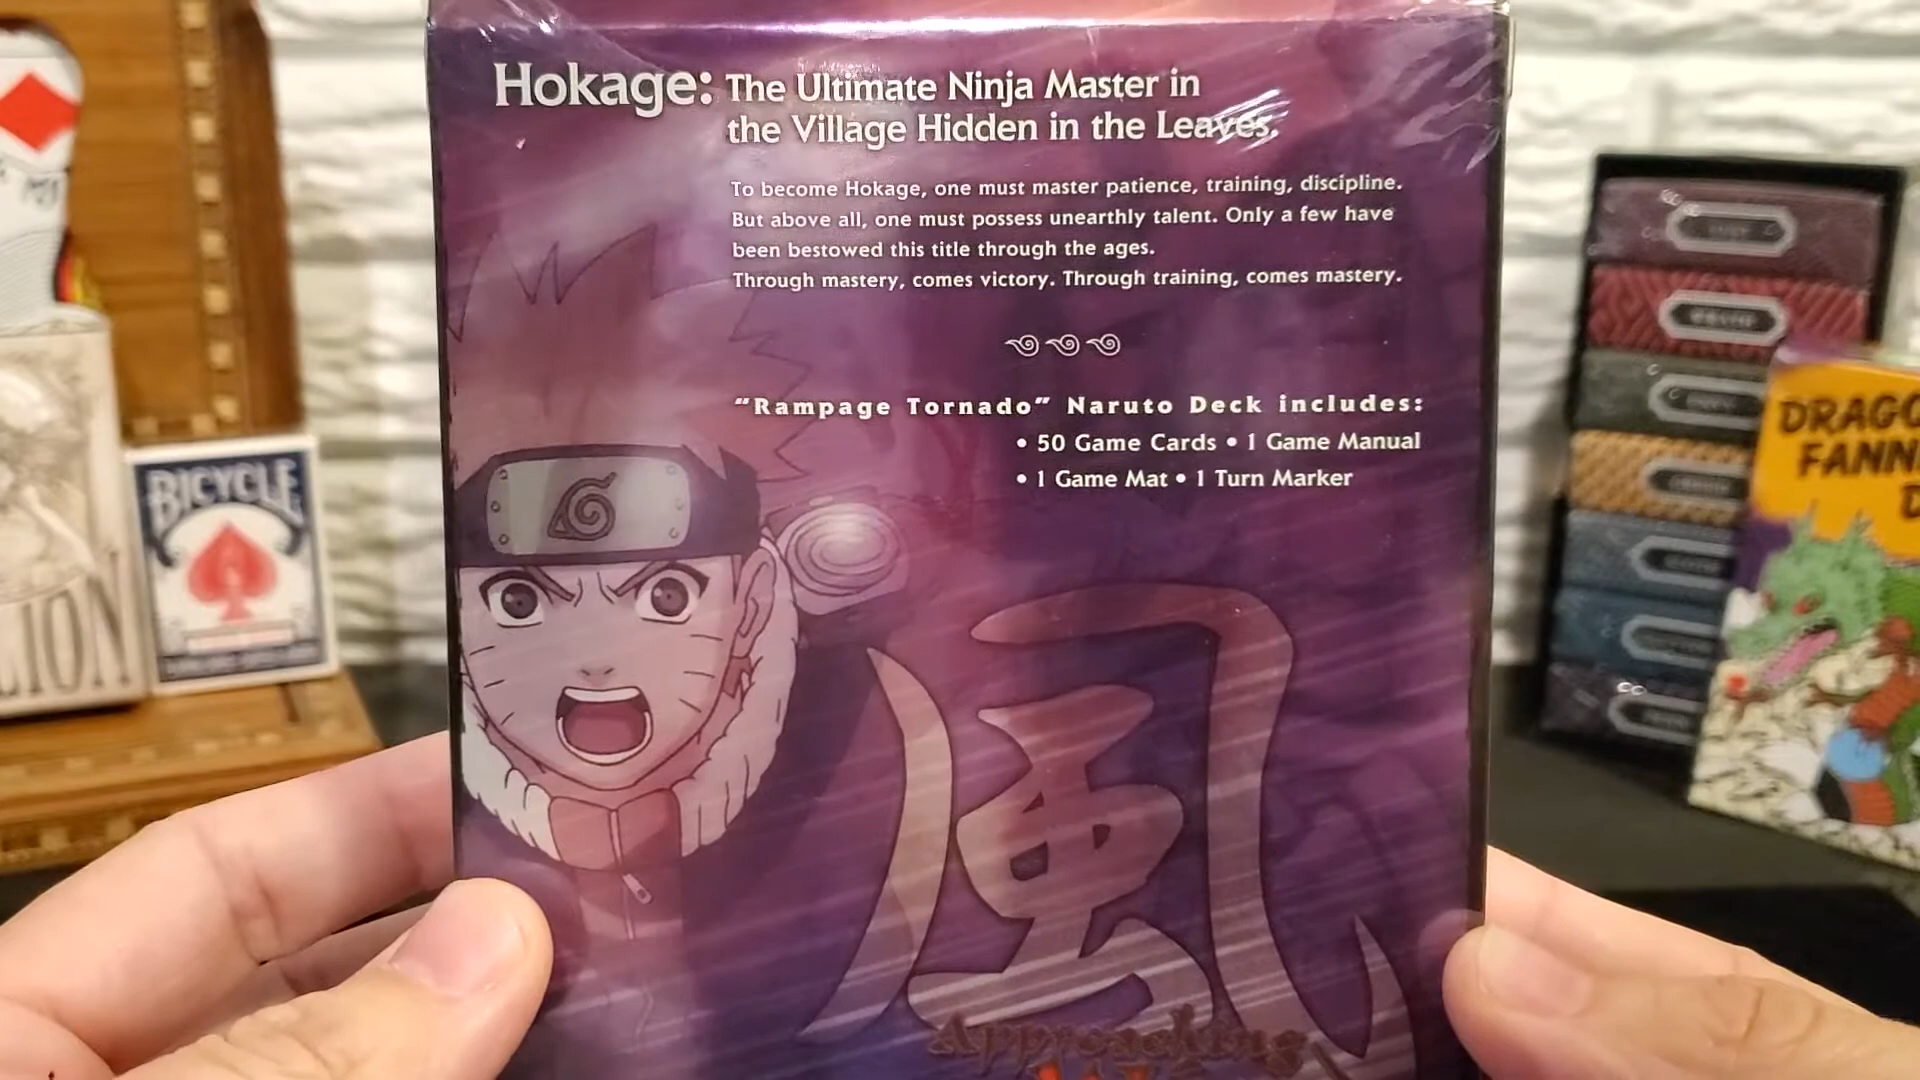 Hokage: The Ultimate Ninja Master in
the Village Hidden in the Leaves.
To become Hokage, one must master patience, training, discipline.
But above all, one must possess unearthly talent. Only a few have
been bestowed this title through the ages.
Through mastery, comes victory. Through training, comes mastery.
“Rampage Tornado” Naruto Deck includes:
• 50 Game Cards • 1 Game Manual
• 1 Game Mat • 1 Turn Marker
風
Approaching
BICYCLE
LION
DRAGO
FANN
D